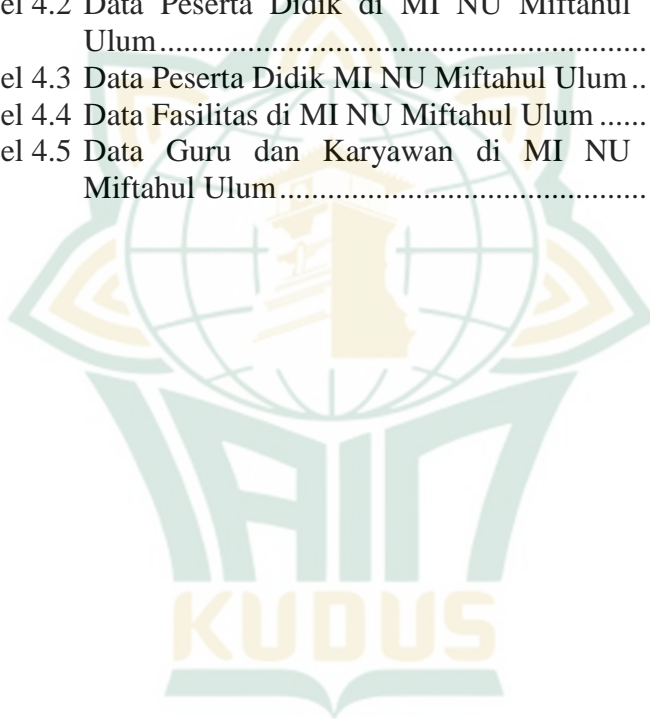 el 4.2 Data Peserta Didik di MI NU Miftahul
Ulum...................................................
el 4.3 Data Peserta Didik MI NU Miftahul Ulum..
el 4.4 Data Fasilitas di MI NU Miftahul Ulum ......
el 4.5 Data Guru dan Karyawan di MI NU
Miftahul Ulum.......................................
IAIN
KUDUS